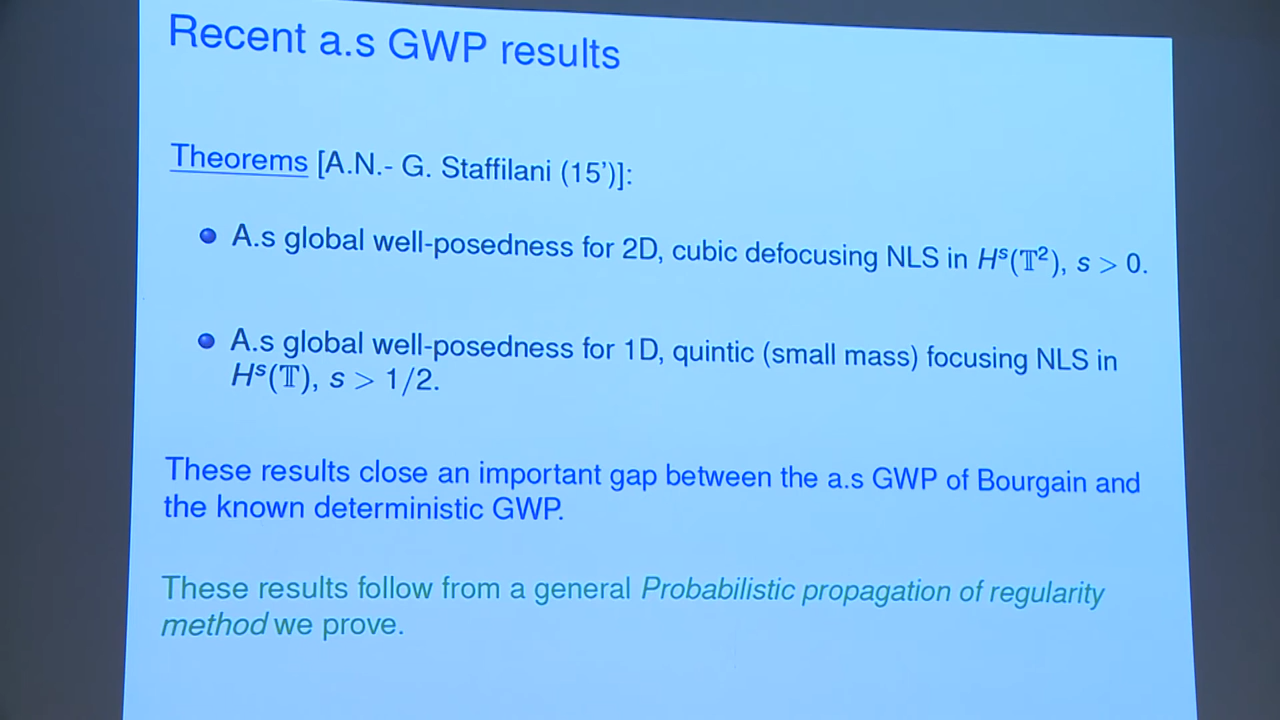 Recent a.s GWP results
Theorems [A.N.- G. Staffilani (15')]:
A.s global well-posedness for 2D, cubic defocusing NLS in Hˢ(𝕋²), s > 0.
A.s global well-posedness for 1D, quintic (small mass) focusing NLS in
Hˢ(𝕋), s > 1/2.
These results close an important gap between the a.s GWP of Bourgain and
the known deterministic GWP.
These results follow from a general Probabilistic propagation of regularity
method we prove.